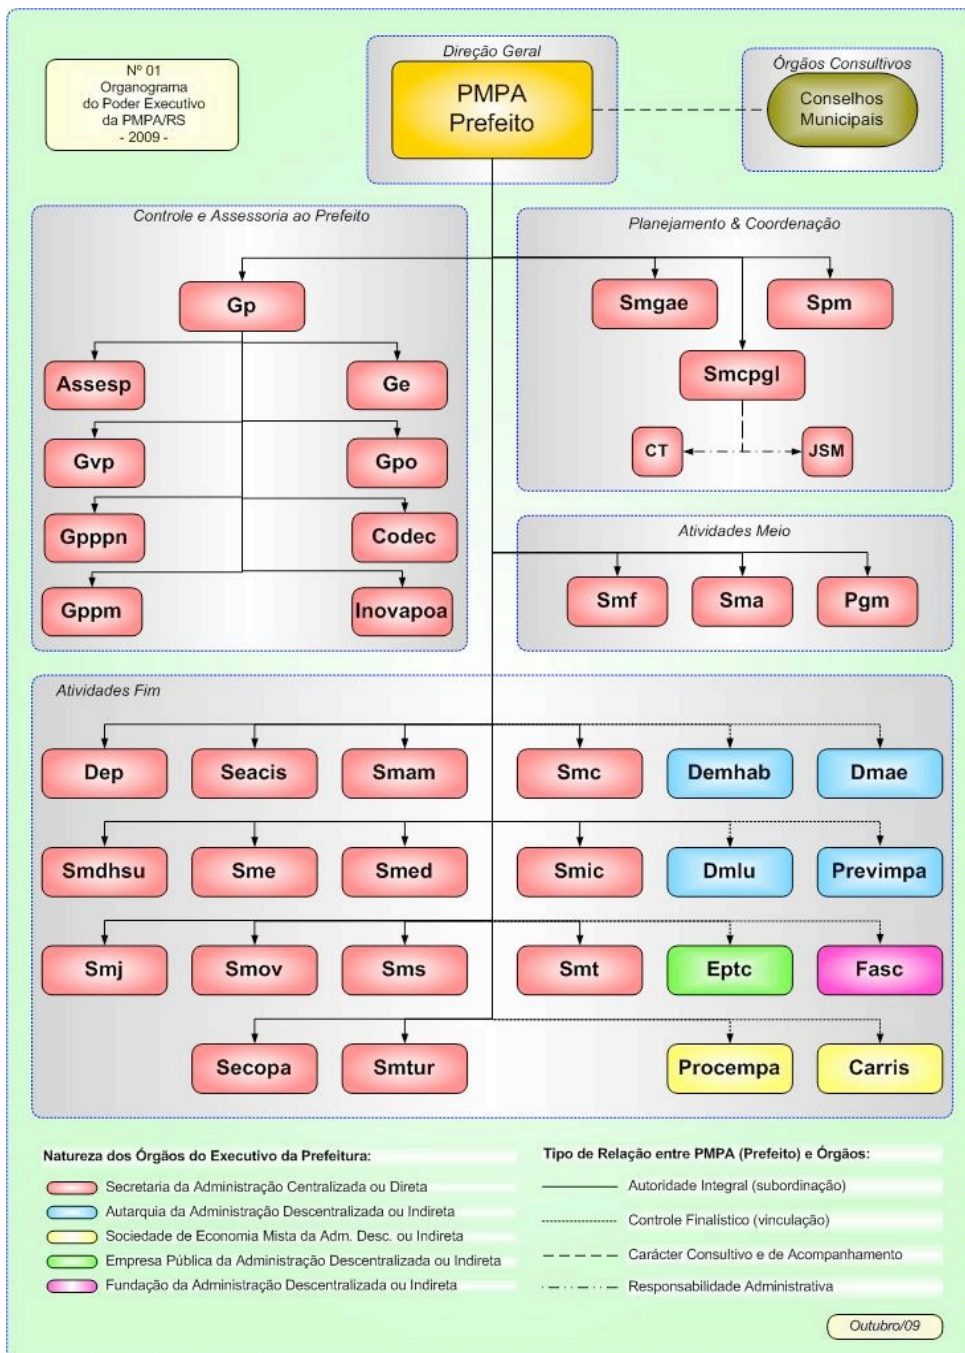 Nº 01
Organograma
do Poder Executivo
da PMPA/RS
- 2009 -
Direção Geral
PMPA
Prefeito
Órgãos Consultivos
Conselhos
Municipais
Controle e Assessoria ao Prefeito
Gp
Assesp
Ge
Gvp
Gpo
Gpppn
Codec
Gppm
Inovapoa
Planejamento & Coordenação
Smgae
Spm
Smcpgl
CT
JSM
Atividades Meio
Smf
Sma
Pgm
Atividades Fim
Dep
Seacis
Smam
Smc
Demhab
Dmae
Smdhsu
Sme
Smed
Smic
Dmlu
Previmpa
Smj
Smov
Sms
Smt
Eptc
Fasc
Secopa
Smtur
Procempa
Carris
Natureza dos Órgãos do Executivo da Prefeitura:
Secretaria da Administração Centralizada ou Direta
Autarquia da Administração Descentralizada ou Indireta
Sociedade de Economia Mista da Adm. Desc. ou Indireta
Empresa Pública da Administração Descentralizada ou Indireta
Fundação da Administração Descentralizada ou Indireta
Tipo de Relação entre PMPA (Prefeito) e Órgãos:
Autoridade Integral (subordinação)
Controle Finalístico (vinculação)
Carácter Consultivo e de Acompanhamento
Responsabilidade Administrativa
Outubro/09